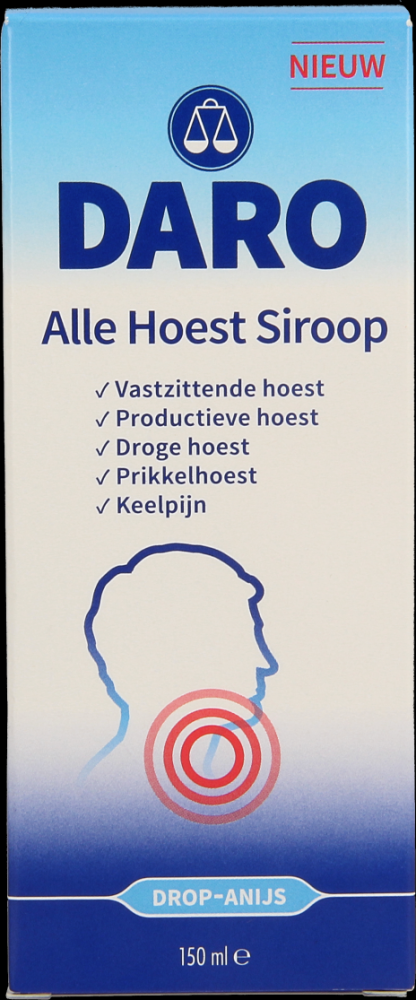 NIEUW
DARO
Alle Hoest Siroop
✓ Vastzittende hoest
✓ Productieve hoest
✓ Droge hoest
✓ Prikkelhoest
✓ Keelpijn
DROP-ANIJS
150 ml ℮